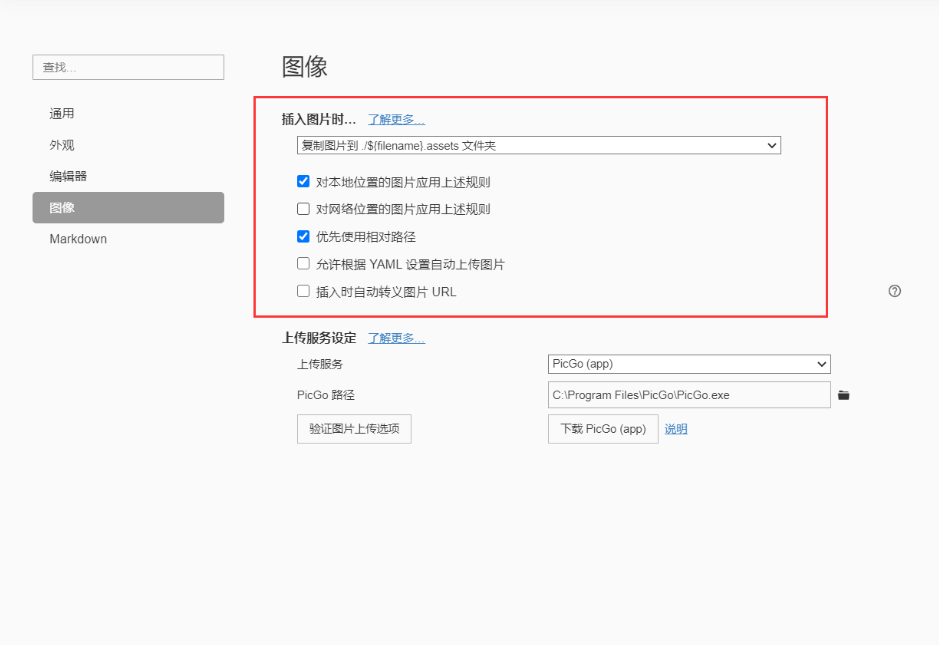 查找...
通用
外观
编辑器
图像
Markdown
图像
插入图片时... 了解更多...
复制图片到 ./${filename}.assets 文件夹
对本地位置的图片应用上述规则
对网络位置的图片应用上述规则
优先使用相对路径
允许根据 YAML 设置自动上传图片
插入时自动转义图片 URL
上传服务设定 了解更多...
上传服务 PicGo (app)
PicGo 路径 C:\Program Files\PicGo\PicGo.exe
验证图片上传选项 下载 PicGo (app) 说明